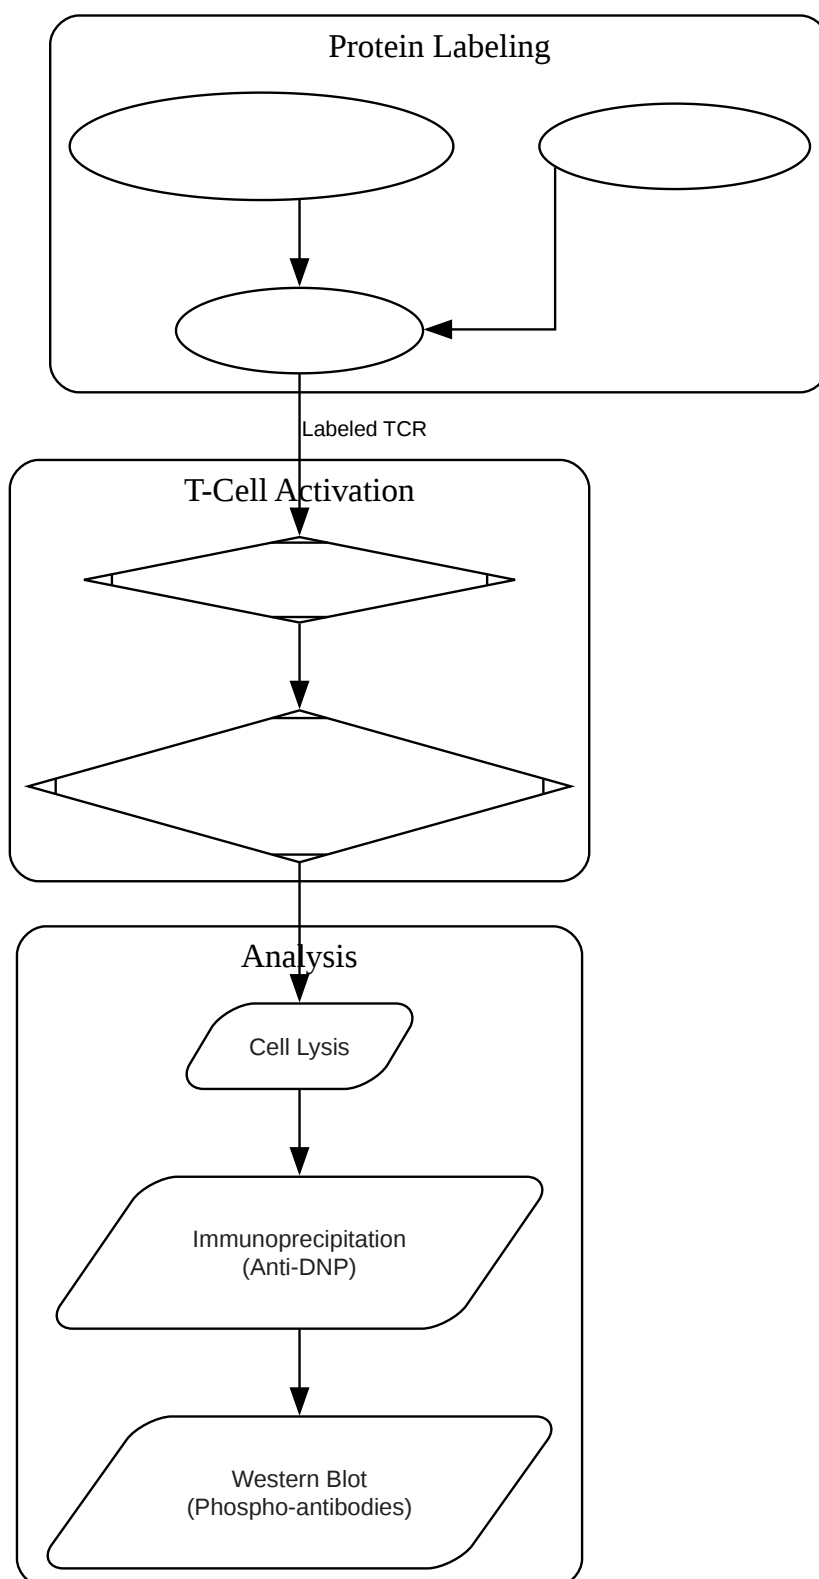 Protein Labeling
Labeled TCR
T-Cell Activation
Analysis
Cell Lysis
Immunoprecipitation
(Anti-DNP)
Western Blot
(Phospho-antibodies)